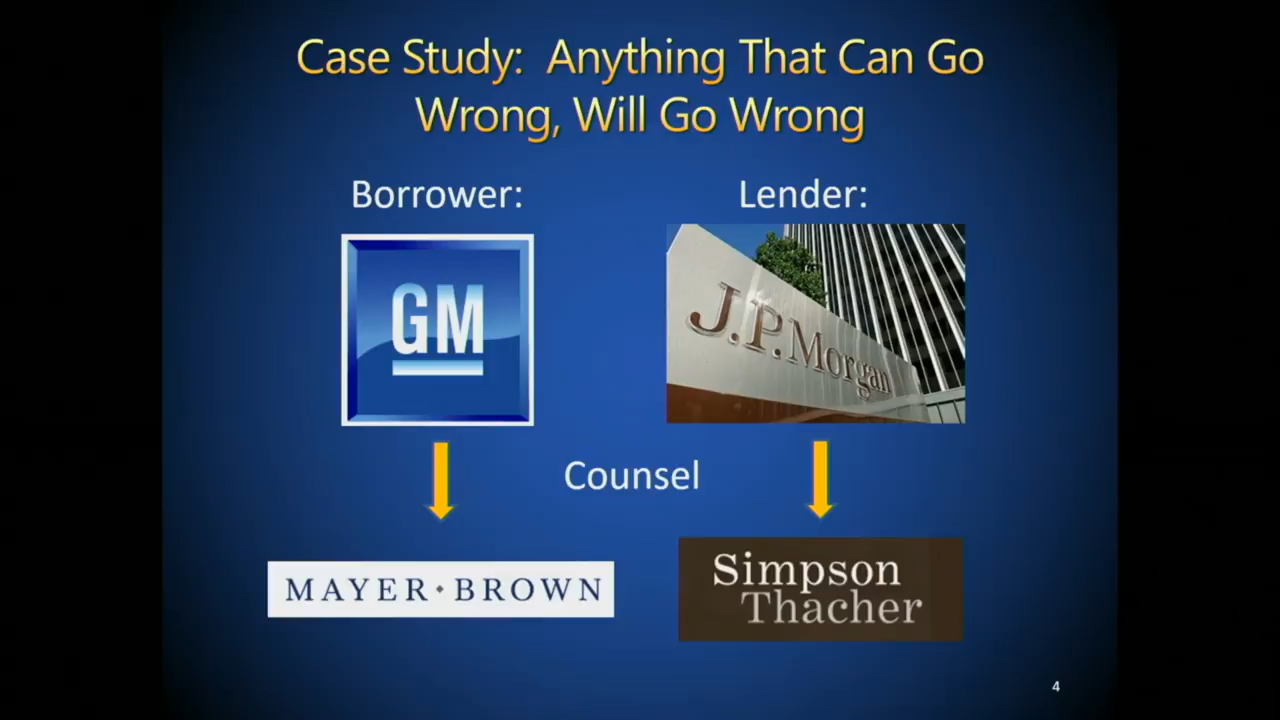 Case Study:  Anything That Can Go
Wrong, Will Go Wrong
Borrower:
Lender:
GM
J.P.Morgan
Counsel
MAYER·BROWN
Simpson
Thacher
4